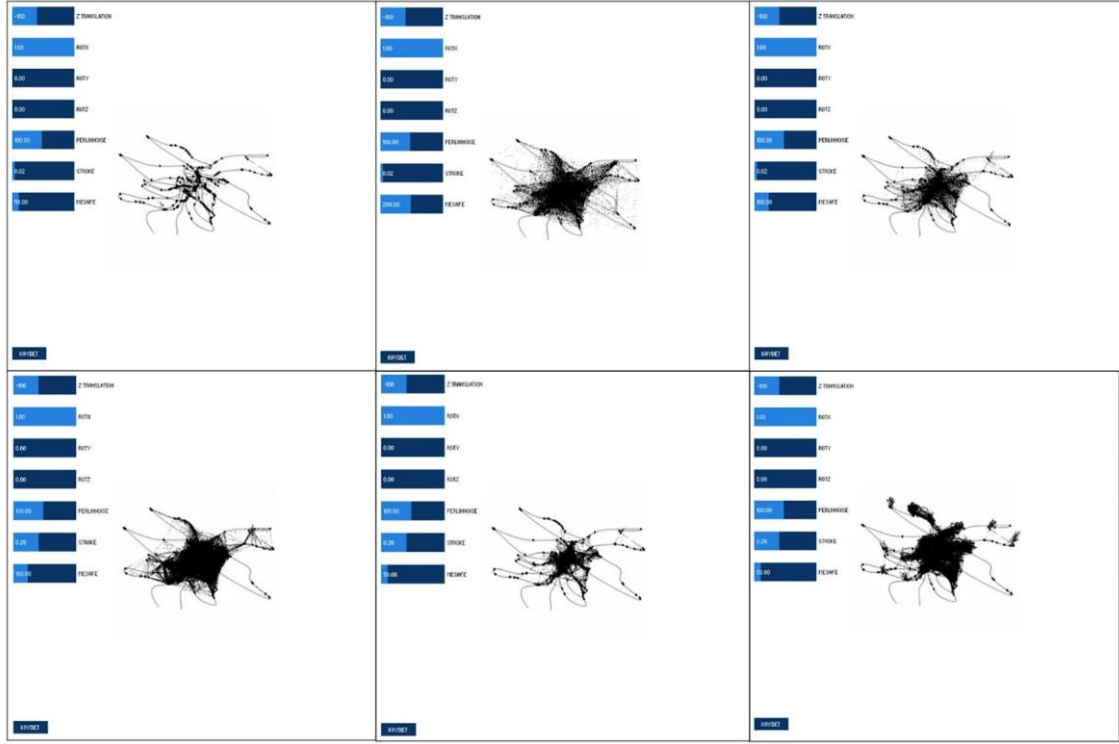 -100 Z TRANSLATION
1.00 ROTX
0.00 ROTY
0.00 ROTZ
100.00 PERLINNOISE
0.02 STROKE
50.00 MESAFE
KAYDET
-100 Z TRANSLATION
1.00 ROTX
0.00 ROTY
0.00 ROTZ
100.00 PERLINNOISE
0.02 STROKE
200.00 MESAFE
KAYDET
-100 Z TRANSLATION
1.00 ROTX
0.00 ROTY
0.00 ROTZ
100.00 PERLINNOISE
0.02 STROKE
100.00 MESAFE
KAYDET
-100 Z TRANSLATION
1.00 ROTX
0.00 ROTY
0.00 ROTZ
100.00 PERLINNOISE
0.20 STROKE
100.00 MESAFE
KAYDET
-100 Z TRANSLATION
1.00 ROTX
0.00 ROTY
0.00 ROTZ
100.00 PERLINNOISE
0.20 STROKE
50.00 MESAFE
KAYDET
-100 Z TRANSLATION
1.00 ROTX
0.00 ROTY
0.00 ROTZ
100.00 PERLINNOISE
0.20 STROKE
50.00 MESAFE
KAYDET